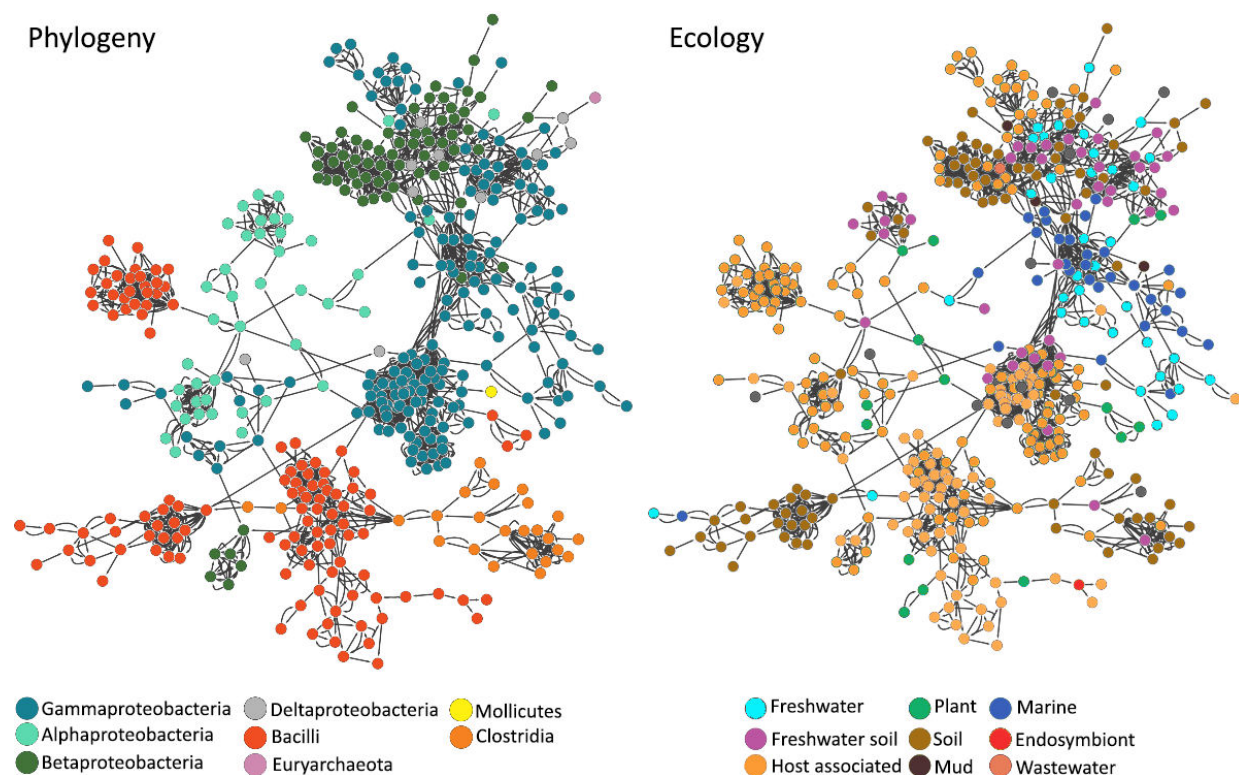 Phylogeny
Ecology
Gammaproteobacteria
Deltaproteobacteria
Mollicutes
Alphaproteobacteria
Bacilli
Clostridia
Betaproteobacteria
Euryarchaeota
Freshwater
Plant
Marine
Freshwater soil
Soil
Endosymbiont
Host associated
Mud
Wastewater